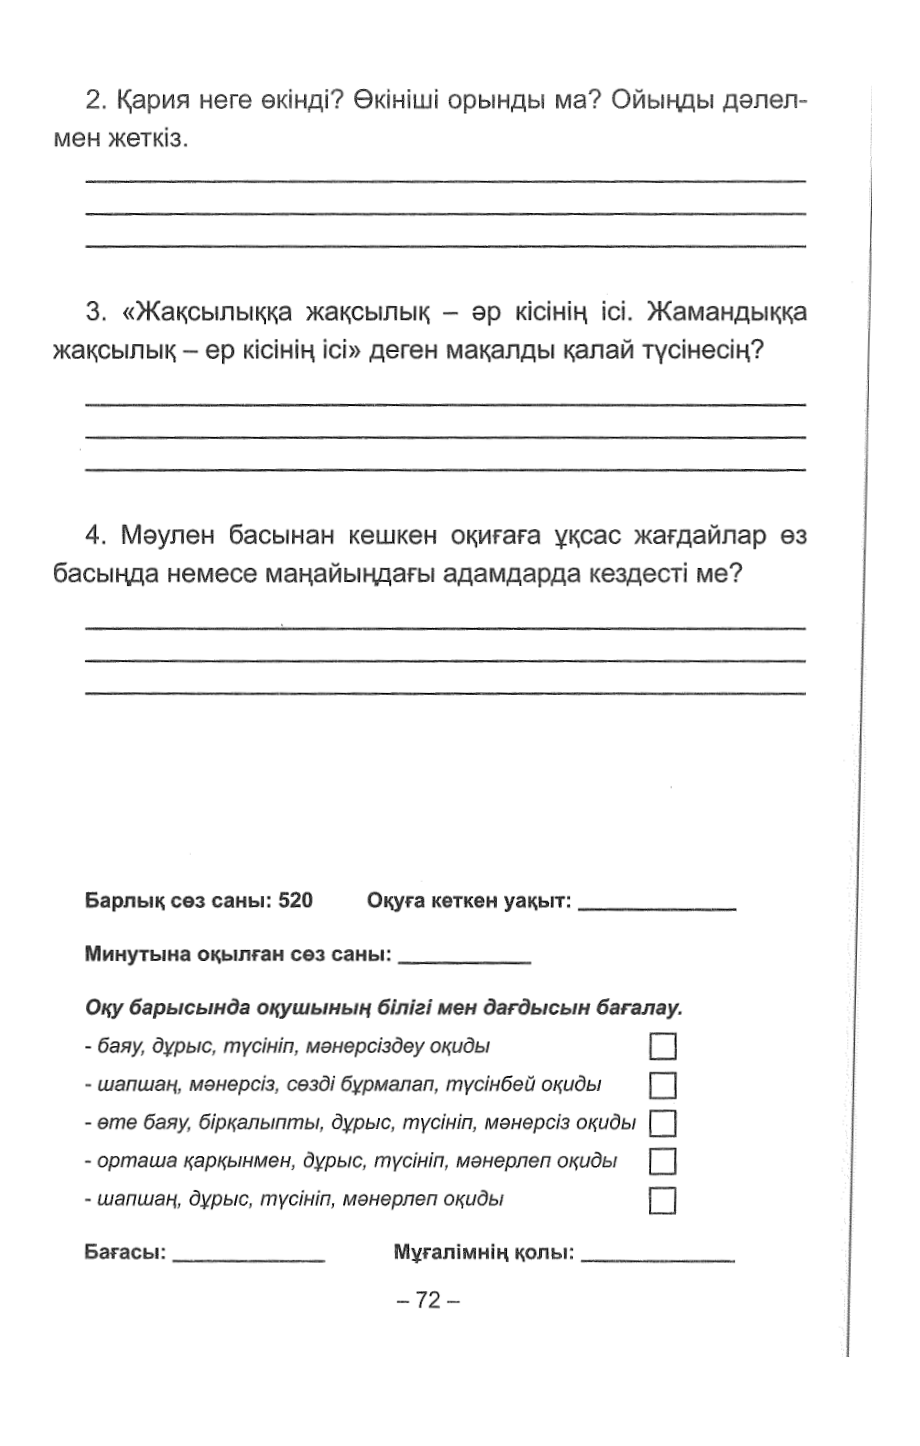 2. Қария неге өкінді? Өкініші орынды ма? Ойыңды дәлел-
мен жеткіз.
3. «Жақсылыққа жақсылық – әр кісінің ісі. Жамандыққа
жақсылық – ер кісінің ісі» деген мақалды қалай түсінесің?
4. Мәулен басынан кешкен оқиғаға ұқсас жағдайлар өз
басыңда немесе маңайыңдағы адамдарда кездесті ме?
Барлық сөз саны: 520 Оқуға кеткен уақыт: ____________
Минутына оқылған сөз саны: __________
Оқу барысында оқушының білігі мен дағдысын бағалау.
- баяу, дұрыс, түсініп, мәнерсіздеу оқиды
- шапшаң, мәнерсіз, сөзді бұрмалап, түсінбей оқиды
- өте баяу, бірқалыпты, дұрыс, түсініп, мәнерсіз оқиды
- орташа қарқынмен, дұрыс, түсініп, мәнерлеп оқиды
- шапшаң, дұрыс, түсініп, мәнерлеп оқиды
Бағасы: ____________ Мұғалімнің қолы: ____________
– 72 –